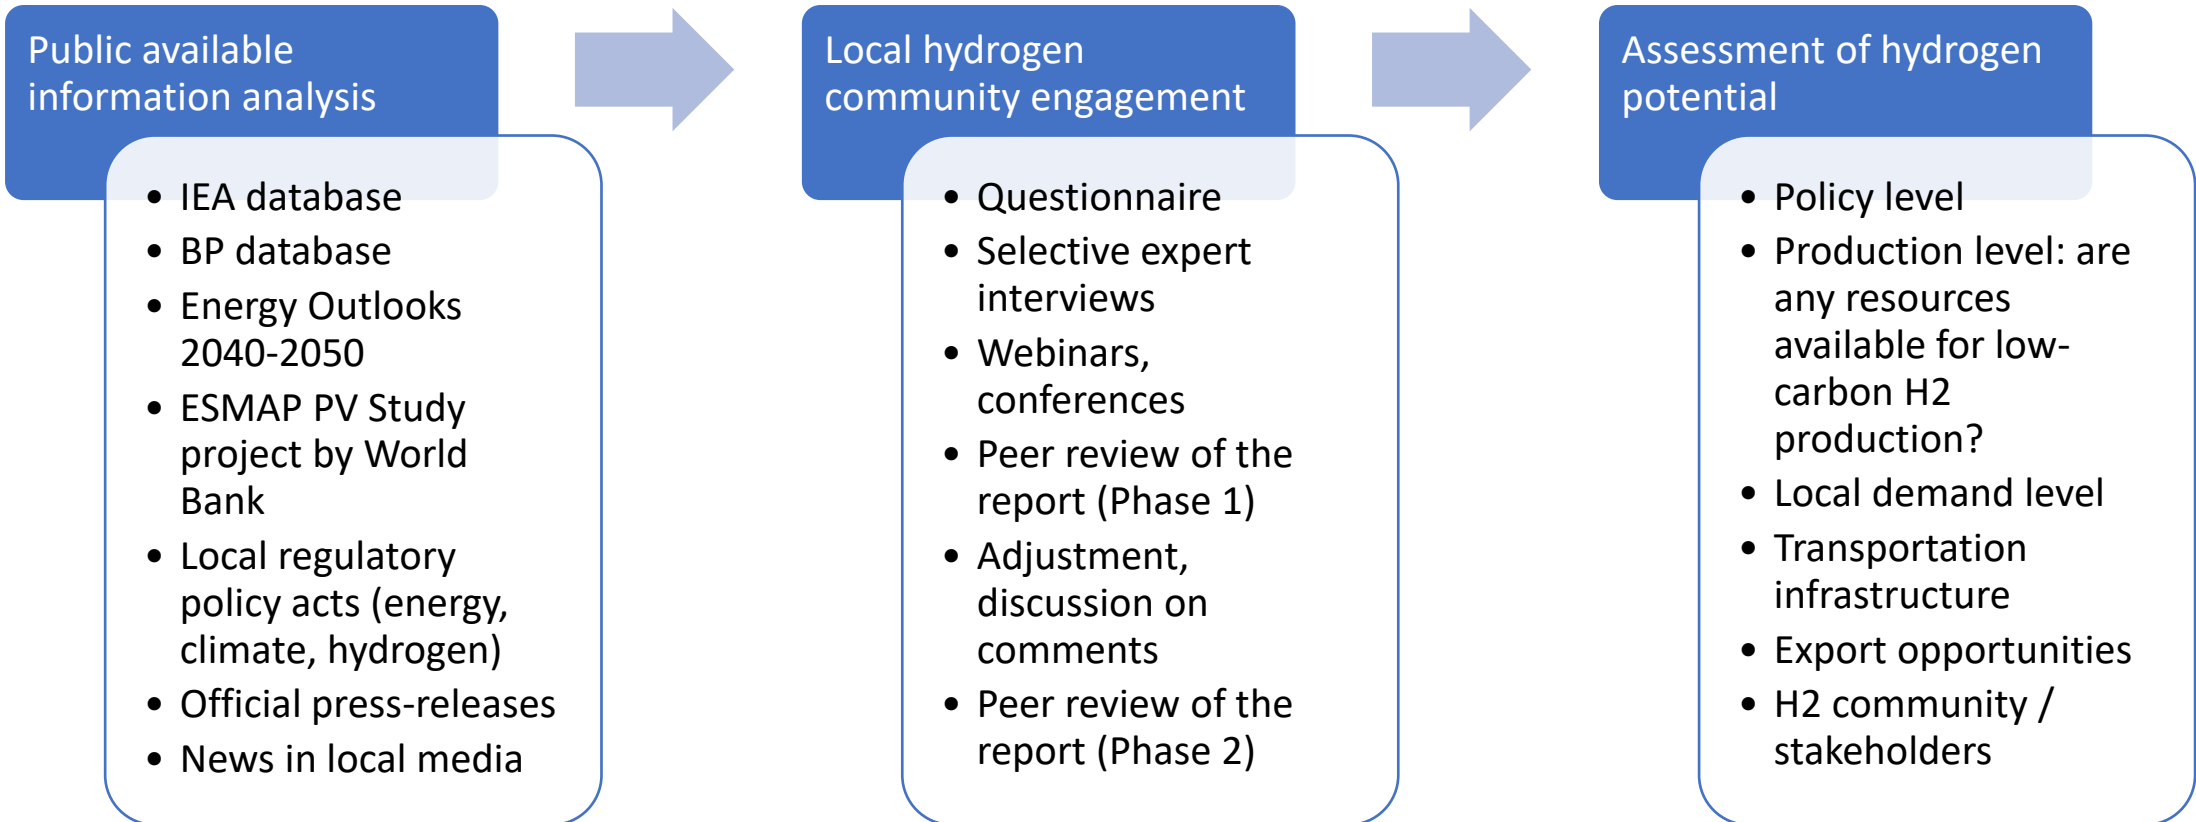 Public available
information analysis
• IEA database
• BP database
• Energy Outlooks
2040-2050
• ESMAP PV Study
project by World
Bank
• Local regulatory
policy acts (energy,
climate, hydrogen)
• Official press-releases
• News in local media
Local hydrogen
community engagement
• Questionnaire
• Selective expert
interviews
• Webinars,
conferences
• Peer review of the
report (Phase 1)
• Adjustment,
discussion on
comments
• Peer review of the
report (Phase 2)
Assessment of hydrogen
potential
• Policy level
• Production level: are
any resources
available for low-
carbon H2
production?
• Local demand level
• Transportation
infrastructure
• Export opportunities
• H2 community /
stakeholders